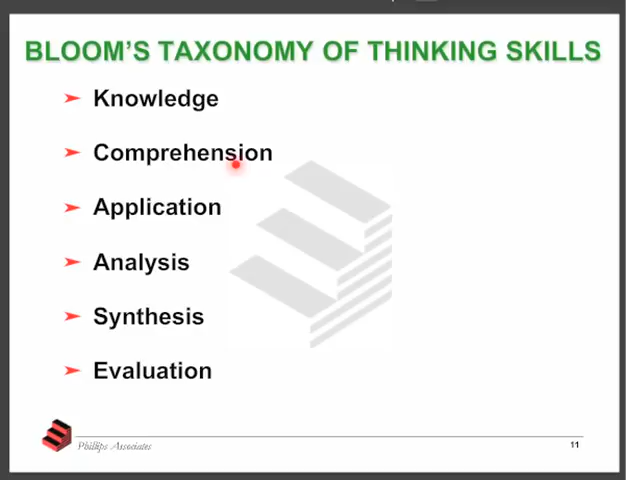 BLOOM'S TAXONOMY OF THINKING SKILLS
Knowledge
Comprehension
Application
Analysis
Synthesis
Evaluation
Phillips Associates
11